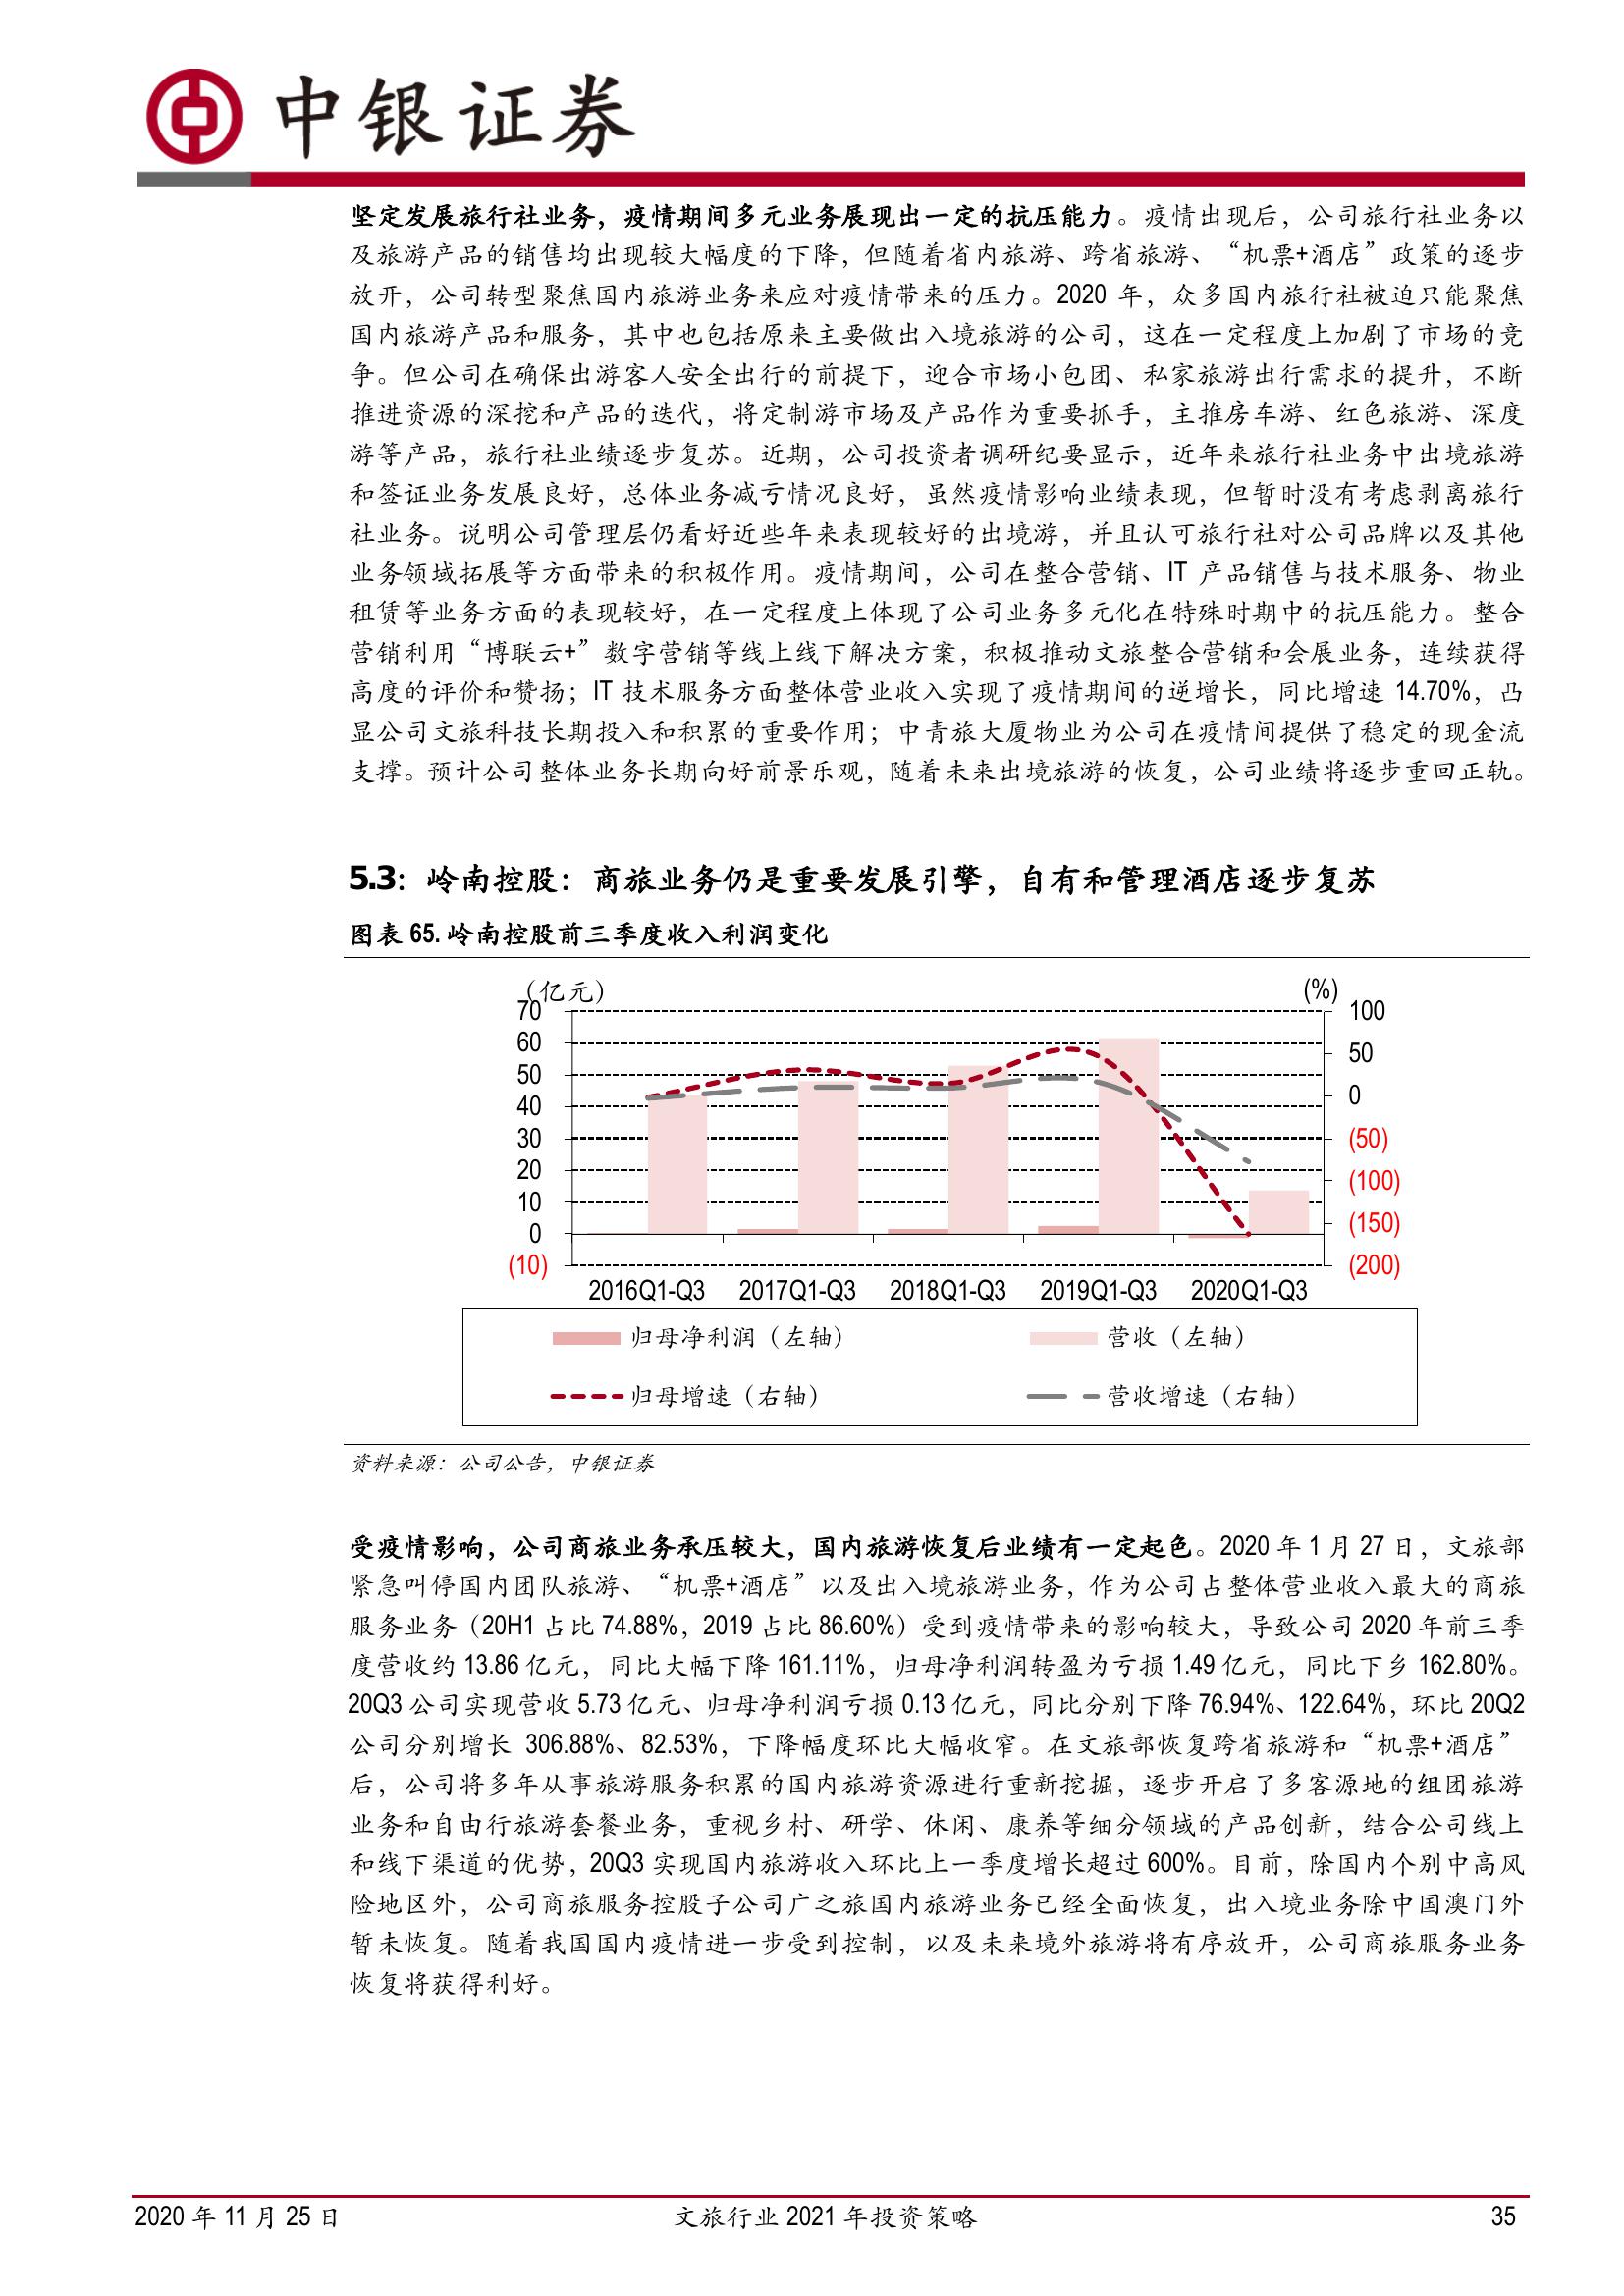 中银证券
坚定发展旅行社业务，疫情期间多元业务展现出一定的抗压能力。疫情出现后，公司旅行社业务以
及旅游产品的销售均出现较大幅度的下降，但随着省内旅游、跨省旅游、“机票+酒店”政策的逐步
放开，公司转型聚焦国内旅游业务来应对疫情带来的压力。2020 年，众多国内旅行社被迫只能聚焦
国内旅游产品和服务，其中也包括原来主要做出入境旅游的公司，这在一定程度上加剧了市场的竞
争。但公司在确保出游客人安全出行的前提下，迎合市场小包团、私家旅游出行需求的提升，不断
推进资源的深挖和产品的迭代，将定制游市场及产品作为重要抓手，主推房车游、红色旅游、深度
游等产品，旅行社业绩逐步复苏。近期，公司投资者调研纪要显示，近年来旅行社业务中出境旅游
和签证业务发展良好，总体业务减亏情况良好，虽然疫情影响业绩表现，但暂时没有考虑剥离旅行
社业务。说明公司管理层仍看好近些年来表现较好的出境游，并且认可旅行社对公司品牌以及其他
业务领域拓展等方面带来的积极作用。疫情期间，公司在整合营销、IT 产品销售与技术服务、物业
租赁等业务方面的表现较好，在一定程度上体现了公司业务多元化在特殊时期中的抗压能力。整合
营销利用“博联云+”数字营销等线上线下解决方案，积极推动文旅整合营销和会展业务，连续获得
高度的评价和赞扬；IT 技术服务方面整体营业收入实现了疫情期间的逆增长，同比增速 14.70%，凸
显公司文旅科技长期投入和积累的重要作用；中青旅大厦物业为公司在疫情间提供了稳定的现金流
支撑。预计公司整体业务长期向好前景乐观，随着未来出境旅游的恢复，公司业绩将逐步重回正轨。
5.3：岭南控股：商旅业务仍是重要发展引擎，自有和管理酒店逐步复苏
图表 65. 岭南控股前三季度收入利润变化
（亿元） (%)
70 100
60
50 50
40 0
30 (50)
20 (100)
10
0 (150)
(10) (200)
2016Q1-Q3 2017Q1-Q3 2018Q1-Q3 2019Q1-Q3 2020Q1-Q3
归母净利润（左轴） 营收（左轴）
归母增速（右轴） 营收增速（右轴）
资料来源：公司公告，中银证券
受疫情影响，公司商旅业务承压较大，国内旅游恢复后业绩有一定起色。2020 年 1 月 27 日，文旅部
紧急叫停国内团队旅游、“机票+酒店”以及出入境旅游业务，作为公司占整体营业收入最大的商旅
服务业务（20H1 占比 74.88%，2019 占比 86.60%）受到疫情带来的影响较大，导致公司 2020 年前三季
度营收约 13.86 亿元，同比大幅下降 161.11%，归母净利润转盈为亏损 1.49 亿元，同比下乡 162.80%。
20Q3 公司实现营收 5.73 亿元、归母净利润亏损 0.13 亿元，同比分别下降 76.94%、122.64%，环比 20Q2
公司分别增长 306.88%、82.53%，下降幅度环比大幅收窄。在文旅部恢复跨省旅游和“机票+酒店”
后，公司将多年从事旅游服务积累的国内旅游资源进行重新挖掘，逐步开启了多客源地的组团旅游
业务和自由行旅游套餐业务，重视乡村、研学、休闲、康养等细分领域的产品创新，结合公司线上
和线下渠道的优势，20Q3 实现国内旅游收入环比上一季度增长超过 600%。目前，除国内个别中高风
险地区外，公司商旅服务控股子公司广之旅国内旅游业务已经全面恢复，出入境业务除中国澳门外
暂未恢复。随着我国国内疫情进一步受到控制，以及未来境外旅游将有序放开，公司商旅服务业务
恢复将获得利好。
2020 年 11 月 25 日 文旅行业 2021 年投资策略 35